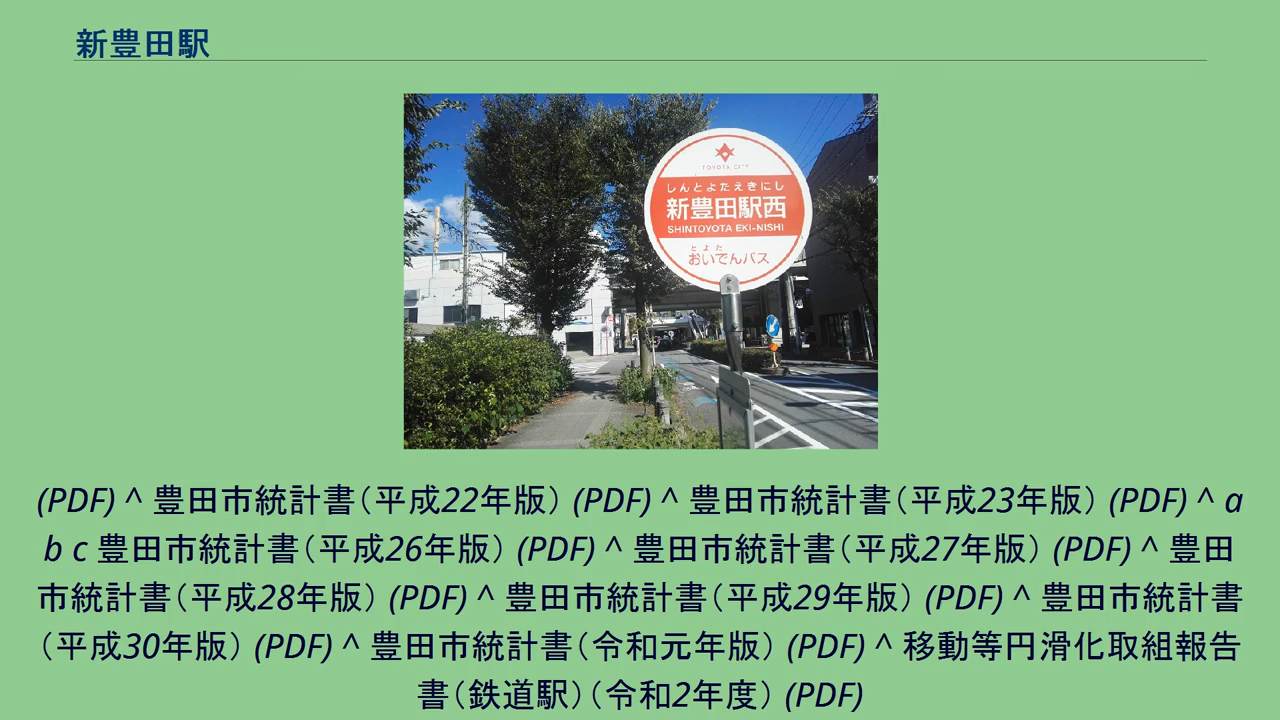 新豊田駅
TOYOTA CITY
しんとよたえきにし
新豊田駅西
SHINTOYOTA EKI-NISHI
とよた
おいでんバス
(PDF) ^ 豊田市統計書（平成22年版） (PDF) ^ 豊田市統計書（平成23年版） (PDF) ^ a
b c 豊田市統計書（平成26年版） (PDF) ^ 豊田市統計書（平成27年版） (PDF) ^ 豊田
市統計書（平成28年版） (PDF) ^ 豊田市統計書（平成29年版） (PDF) ^ 豊田市統計書
（平成30年版） (PDF) ^ 豊田市統計書（令和元年版） (PDF) ^ 移動等円滑化取組報告
書（鉄道駅）（令和2年度） (PDF)